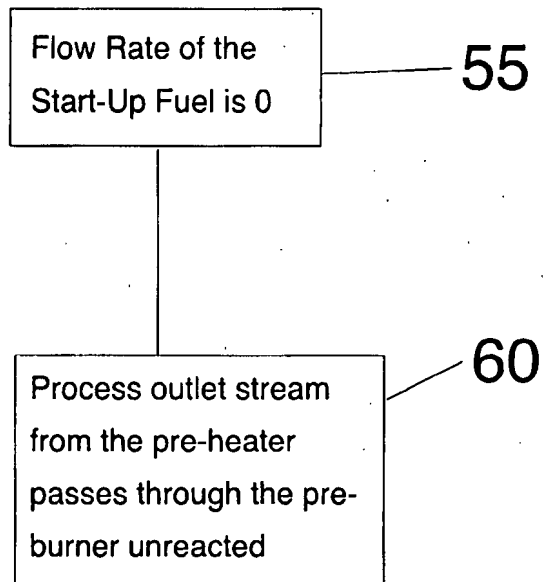 Flow Rate of the
Start-Up Fuel is 0
55
Process outlet stream
from the pre-heater
passes through the pre-
burner unreacted
60